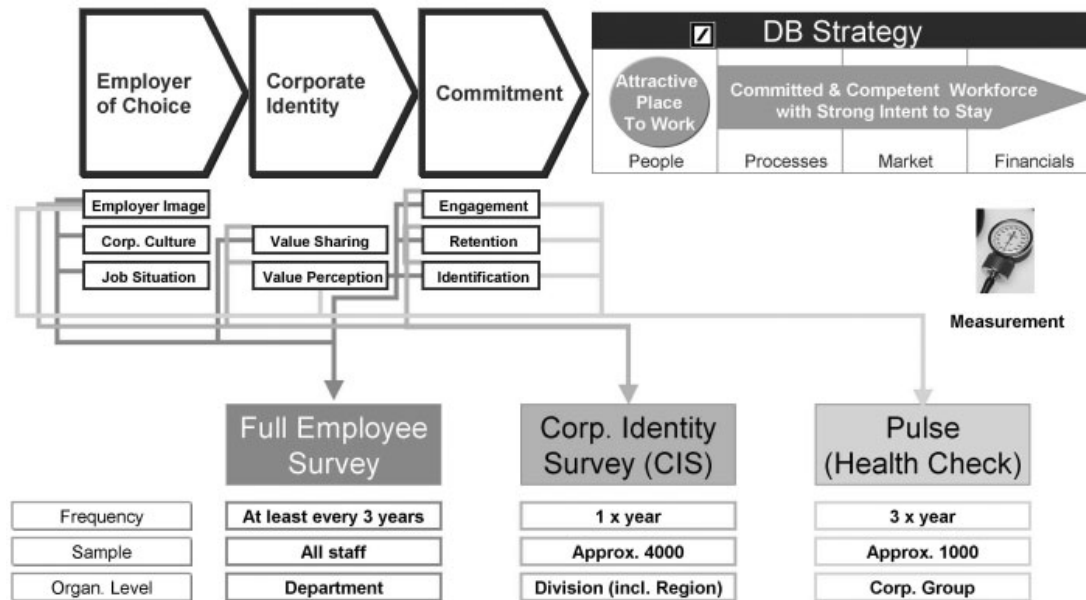 DB Strategy
Employer
of Choice
Corporate
Identity
Commitment
Attractive
Place
To Work
Committed & Competent Workforce
with Strong Intent to Stay
People
Processes
Market
Financials
Employer Image
Corp. Culture
Job Situation
Value Sharing
Value Perception
Engagement
Retention
Identification
Measurement
Full Employee
Survey
Corp. Identity
Survey (CIS)
Pulse
(Health Check)
Frequency
At least every 3 years
1 x year
3 x year
Sample
All staff
Approx. 4000
Approx. 1000
Organ. Level
Department
Division (incl. Region)
Corp. Group